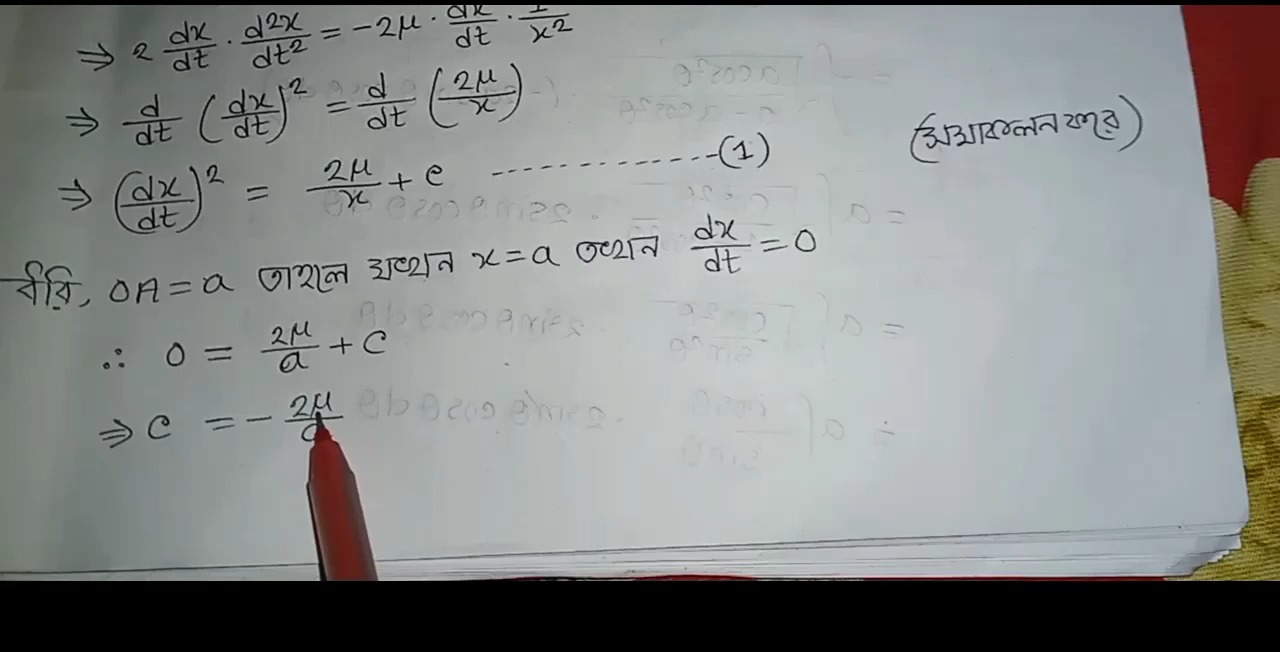 ⇒ 2 dx/dt · d2x/dt2 = -2μ · dx/dt · 1/x2
⇒ d/dt (dx/dt)2 = d/dt (2μ/x)
⇒ (dx/dt)2 = 2μ/x + c ------------(1) (সমাকলন করে)
ধরি, OA = a তাহলে যখন x = a তখন dx/dt = 0
∴ 0 = 2μ/a + C
⇒ C = - 2μ/a